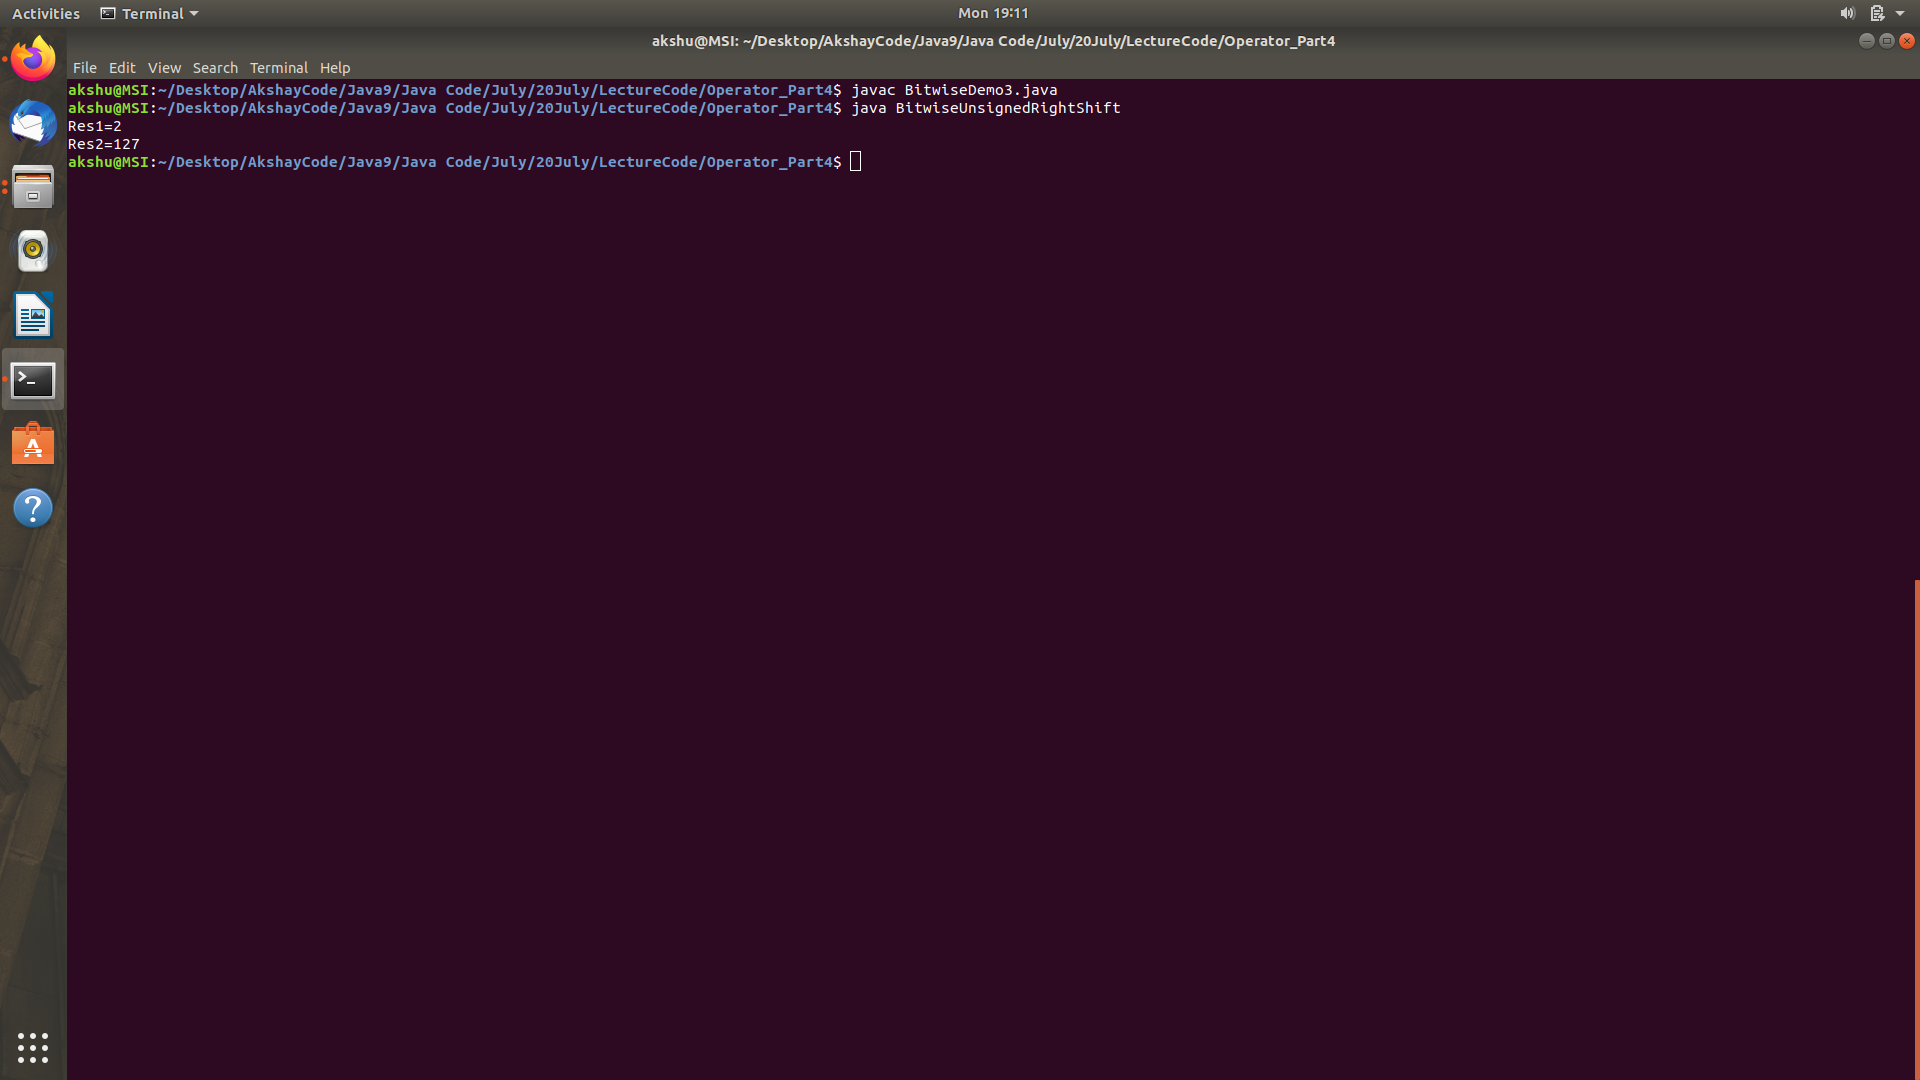 Activities Terminal Mon 19:11
akshu@MSI: ~/Desktop/AkshayCode/Java9/Java Code/July/20July/LectureCode/Operator_Part4
File Edit View Search Terminal Help
akshu@MSI:~/Desktop/AkshayCode/Java9/Java Code/July/20July/LectureCode/Operator_Part4$ javac BitwiseDemo3.java
akshu@MSI:~/Desktop/AkshayCode/Java9/Java Code/July/20July/LectureCode/Operator_Part4$ java BitwiseUnsignedRightShift
Res1=2
Res2=127
akshu@MSI:~/Desktop/AkshayCode/Java9/Java Code/July/20July/LectureCode/Operator_Part4$